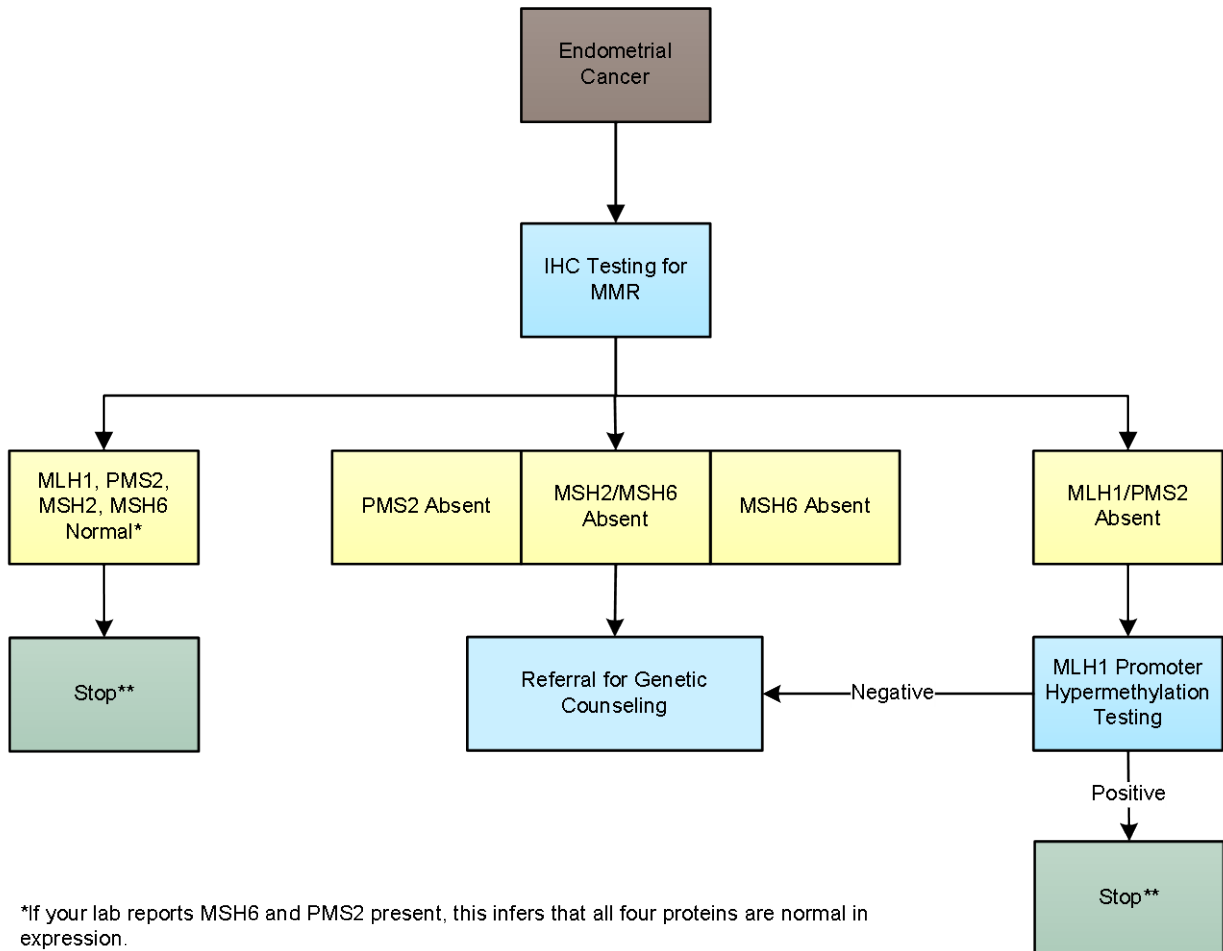 Endometrial
Cancer
IHC Testing for
MMR
MLH1, PMS2,
MSH2, MSH6
Normal*
PMS2 Absent
MSH2/MSH6
Absent
MSH6 Absent
MLH1/PMS2
Absent
Stop**
Referral for Genetic
Counseling
Negative
MLH1 Promoter
Hypermethylation
Testing
Positive
Stop**
*If your lab reports MSH6 and PMS2 present, this infers that all four proteins are normal in
expression.